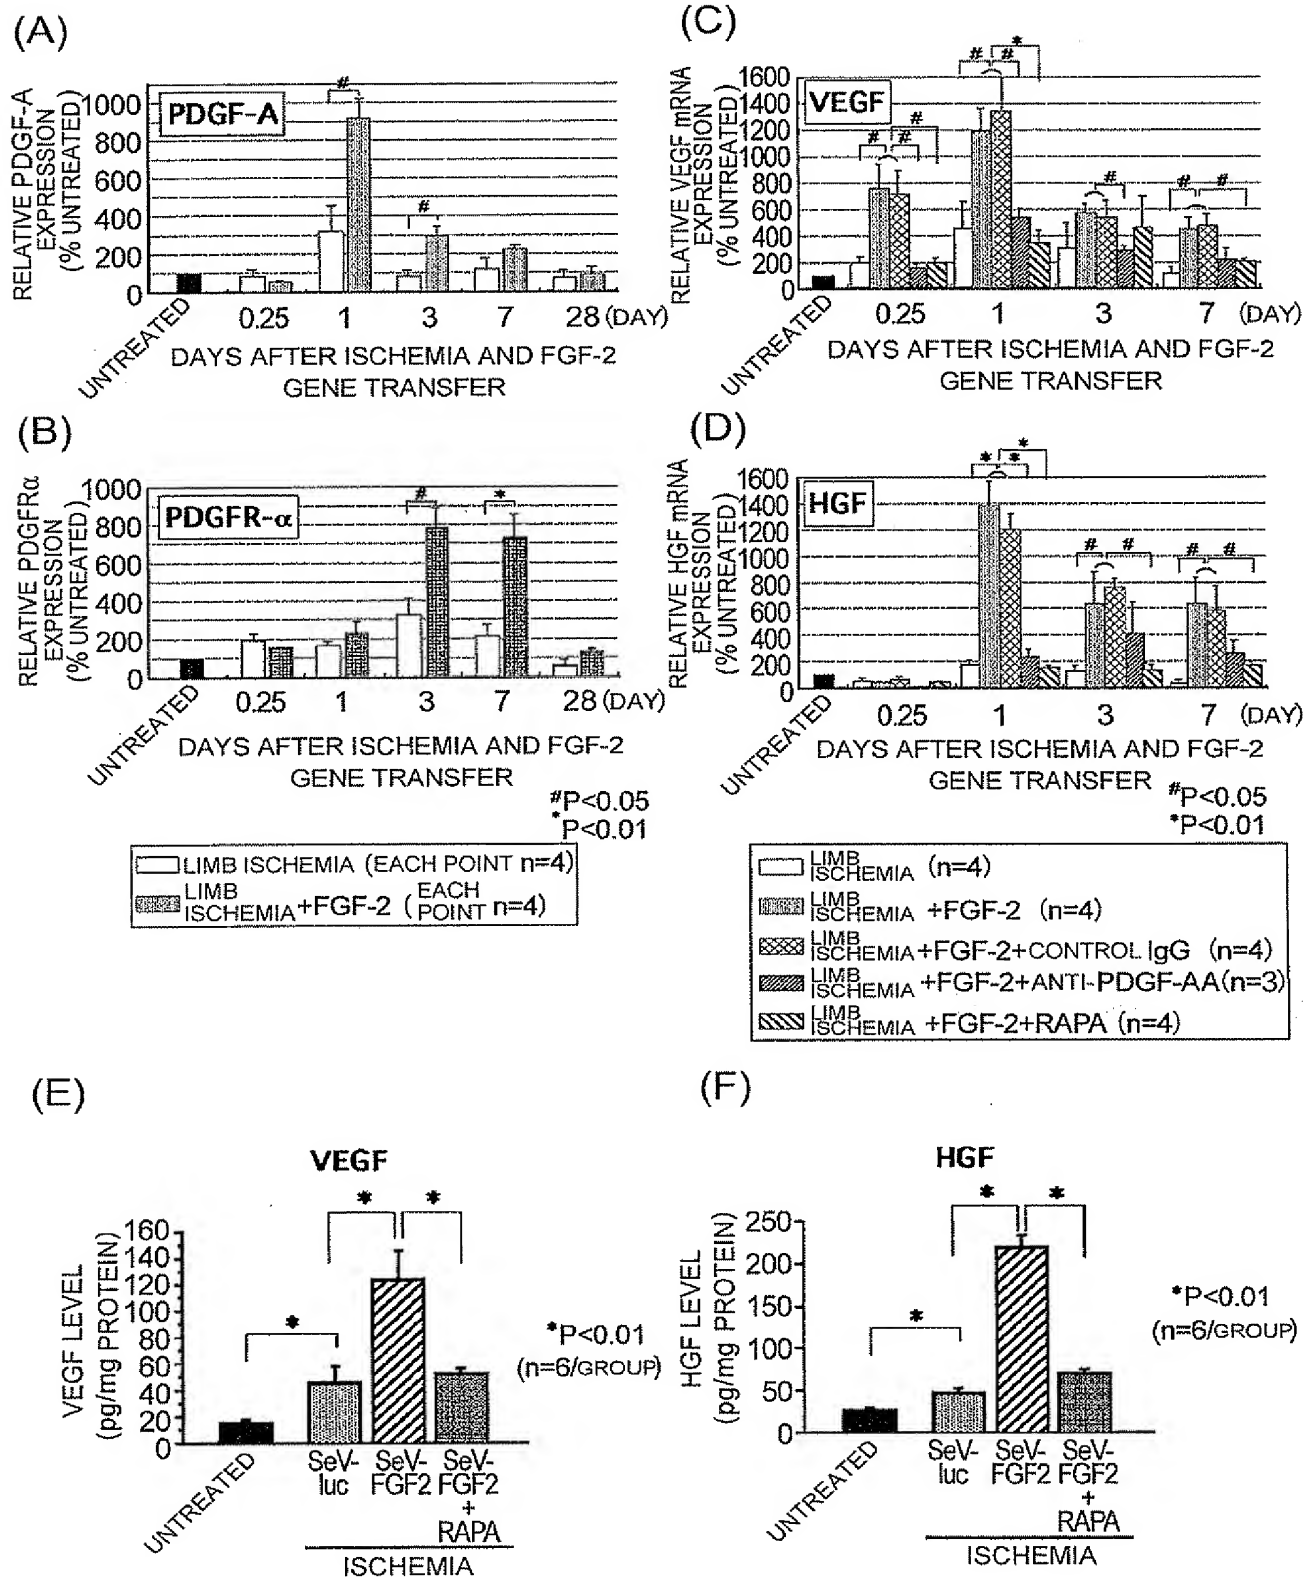 (A)
RELATIVE PDGF-A
EXPRESSION
(% UNTREATED)
1000
800
600
400
200
0
PDGF-A
#
#
UNTREATED
0.25 1 3 7 28 (DAY)
DAYS AFTER ISCHEMIA AND FGF-2
GENE TRANSFER
(B)
RELATIVE PDGFRα
EXPRESSION
(% UNTREATED)
1000
800
600
400
200
0
PDGFR-α
# *
UNTREATED
0.25 1 3 7 28 (DAY)
DAYS AFTER ISCHEMIA AND FGF-2
GENE TRANSFER
#P<0.05
*P<0.01
LIMB ISCHEMIA (EACH POINT n=4)
LIMB ISCHEMIA+FGF-2 (EACH POINT n=4)
(C)
RELATIVE VEGF mRNA
EXPRESSION
(% UNTREATED)
1600
1400
1200
1000
800
600
400
200
0
VEGF
*
# #
#
# #
#
# #
UNTREATED
0.25 1 3 7 (DAY)
DAYS AFTER ISCHEMIA AND FGF-2
GENE TRANSFER
(D)
RELATIVE HGF mRNA
EXPRESSION
(% UNTREATED)
1600
1400
1200
1000
800
600
400
200
0
HGF
*
* *
# # # #
UNTREATED
0.25 1 3 7 (DAY)
DAYS AFTER ISCHEMIA AND FGF-2
GENE TRANSFER
#P<0.05
*P<0.01
LIMB ISCHEMIA (n=4)
LIMB ISCHEMIA +FGF-2 (n=4)
LIMB ISCHEMIA+FGF-2+CONTROL IgG (n=4)
LIMB ISCHEMIA +FGF-2+ANTI-PDGF-AA(n=3)
LIMB ISCHEMIA +FGF-2+RAPA (n=4)
(E)
VEGF
VEGF LEVEL
(pg/mg PROTEIN)
160
140
120
100
80
60
40
20
0
* *
*
*P<0.01
(n=6/GROUP)
UNTREATED
SeV-luc
SeV-FGF2
SeV-FGF2 + RAPA
ISCHEMIA
(F)
HGF
HGF LEVEL
(pg/mg PROTEIN)
250
200
150
100
50
0
* *
*
*P<0.01
(n=6/GROUP)
UNTREATED
SeV-luc
SeV-FGF2
SeV-FGF2 + RAPA
ISCHEMIA